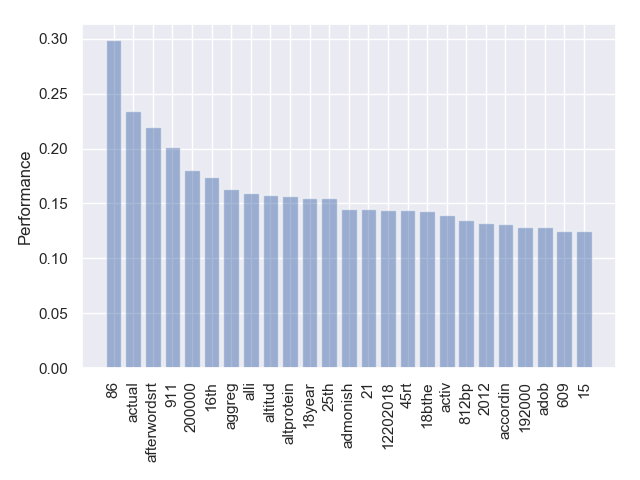 0.30
0.25
0.20
0.15
0.10
0.05
0.00
Performance
86
actual
afterwordsrt
911
200000
16th
aggreg
alli
altitud
altprotein
18year
25th
admonish
21
12202018
45rt
18bthe
activ
812bp
2012
accordin
192000
adob
609
15